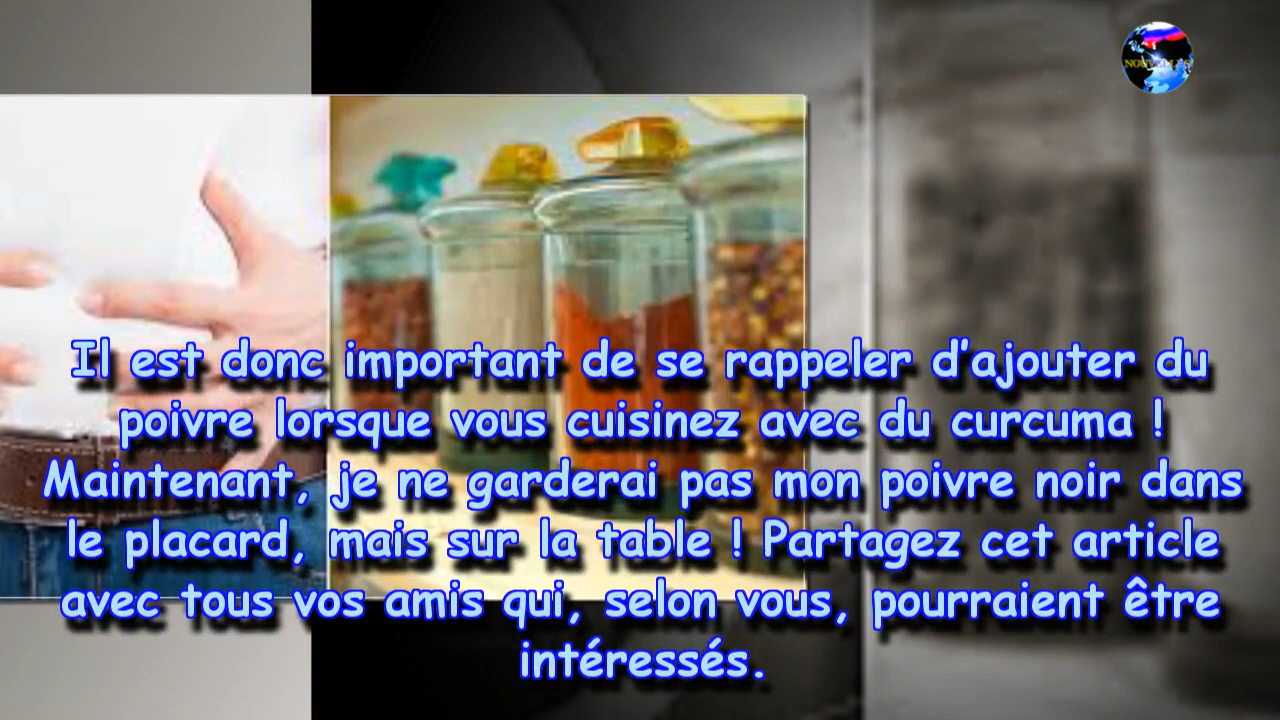 NOUVELLES
Il est donc important de se rappeler d’ajouter du
poivre lorsque vous cuisinez avec du curcuma !
Maintenant, je ne garderai pas mon poivre noir dans
le placard, mais sur la table ! Partagez cet article
avec tous vos amis qui, selon vous, pourraient être
intéressés.